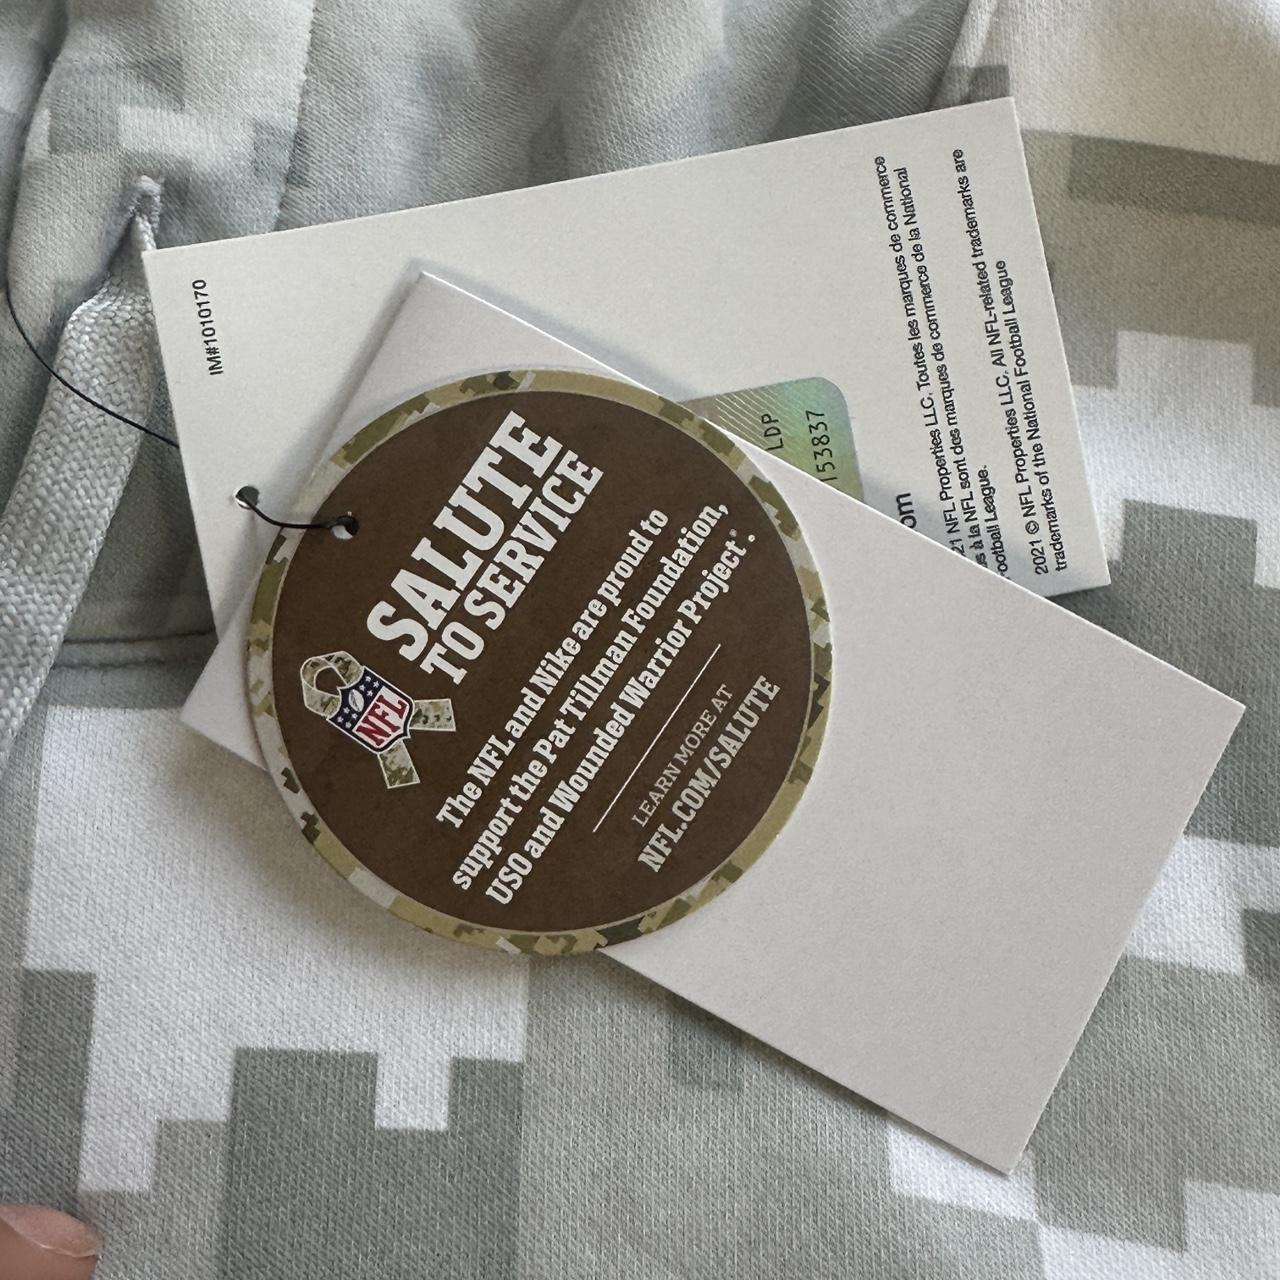 SALUTE
TO SERVICE
NFL
The NFL and Nike are proud to
support the Pat Tillman Foundation,
USO and Wounded Warrior Project®.
LEARN MORE AT
NFL.COM/SALUTE
IM#1010170
LDP
153837
om
21 NFL Properties LLC. Toutes les marques de commerce
à la NFL sont des marques de commerce de la National
ootball League.
2021 © NFL Properties LLC. All NFL-related trademarks are
trademarks of the National Football League